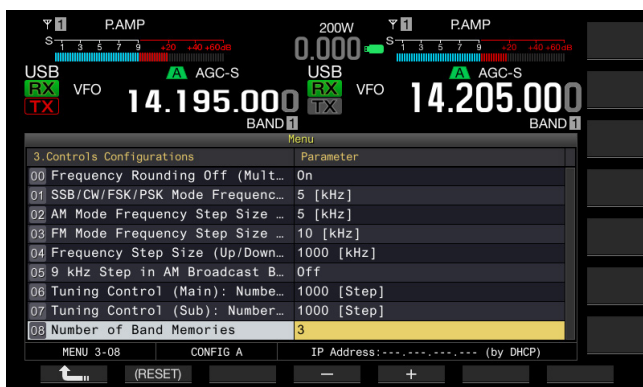 1 P.AMP 200W 1 P.AMP
S 1 3 5 7 9 +20 +40 +60dB 0.000 S 1 3 5 7 9 +20 +40 +60dB
USB A AGC-S USB A AGC-S
RX VFO 14.195.000 RX VFO 14.205.000
TX TX
BAND 1 BAND 1
Menu
3.Controls Configurations Parameter
00 Frequency Rounding Off (Mult… On
01 SSB/CW/FSK/PSK Mode Frequenc… 5 [kHz]
02 AM Mode Frequency Step Size … 5 [kHz]
03 FM Mode Frequency Step Size … 10 [kHz]
04 Frequency Step Size (Up/Down… 1000 [kHz]
05 9 kHz Step in AM Broadcast B… Off
06 Tuning Control (Main): Numbe… 1000 [Step]
07 Tuning Control (Sub): Number… 1000 [Step]
08 Number of Band Memories 3
MENU 3-08 CONFIG A IP Address:---.---.---.--- (by DHCP)
(RESET) − +